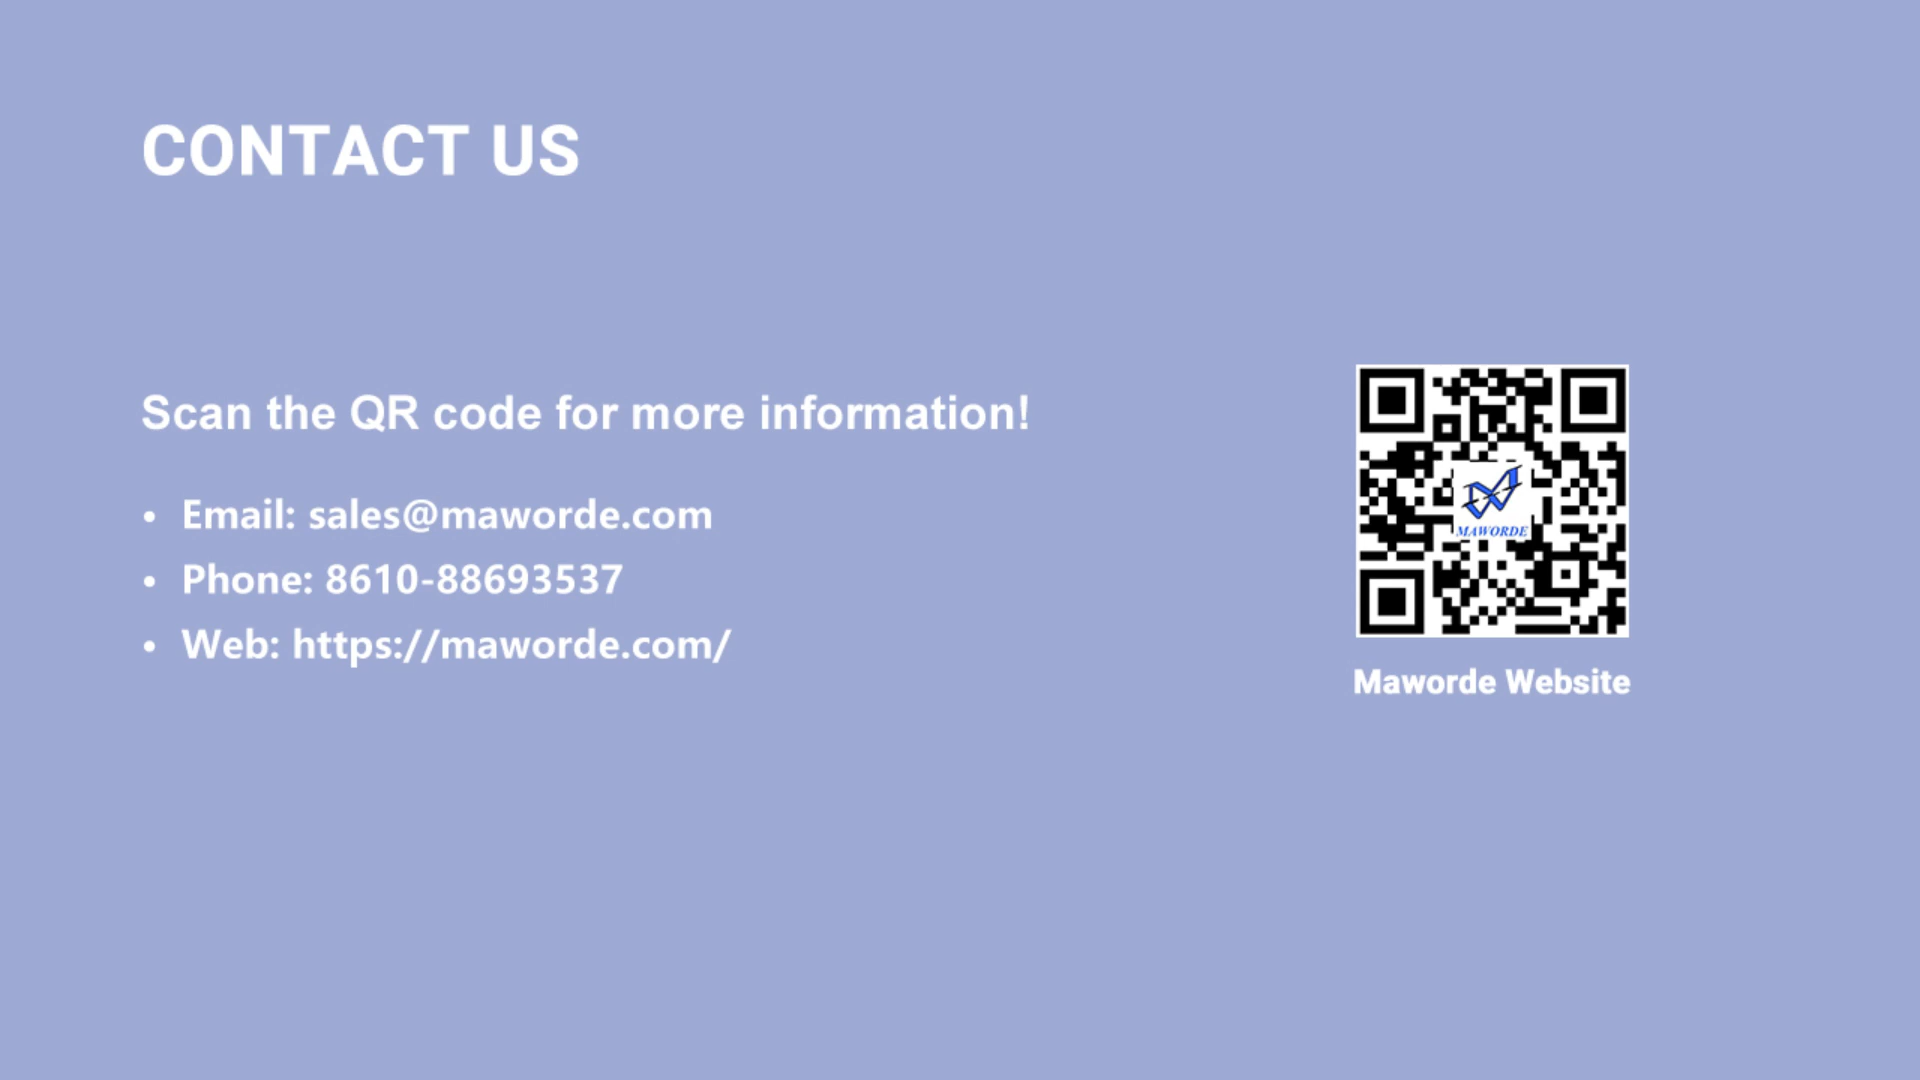 CONTACT US
Scan the QR code for more information!
• Email: sales@maworde.com
• Phone: 8610-88693537
• Web: https://maworde.com/
MAWORDE
Maworde Website